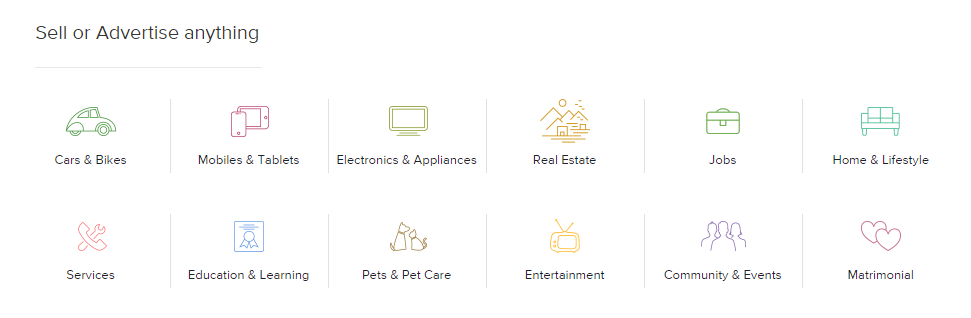 Sell or Advertise anything
Cars & Bikes
Mobiles & Tablets
Electronics & Appliances
Real Estate
Jobs
Home & Lifestyle
Services
Education & Learning
Pets & Pet Care
Entertainment
Community & Events
Matrimonial